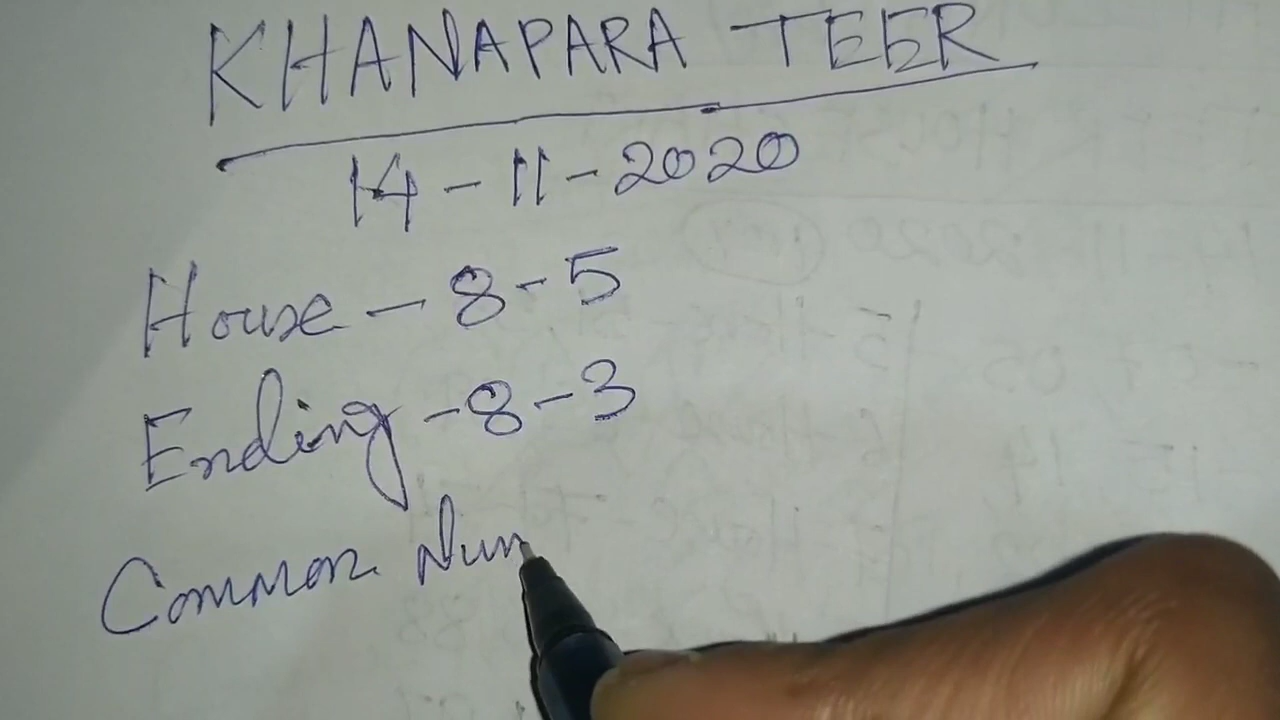 KHANAPARA TEER
14-11-2020
House - 8-5
Ending - 8-3
Common Num